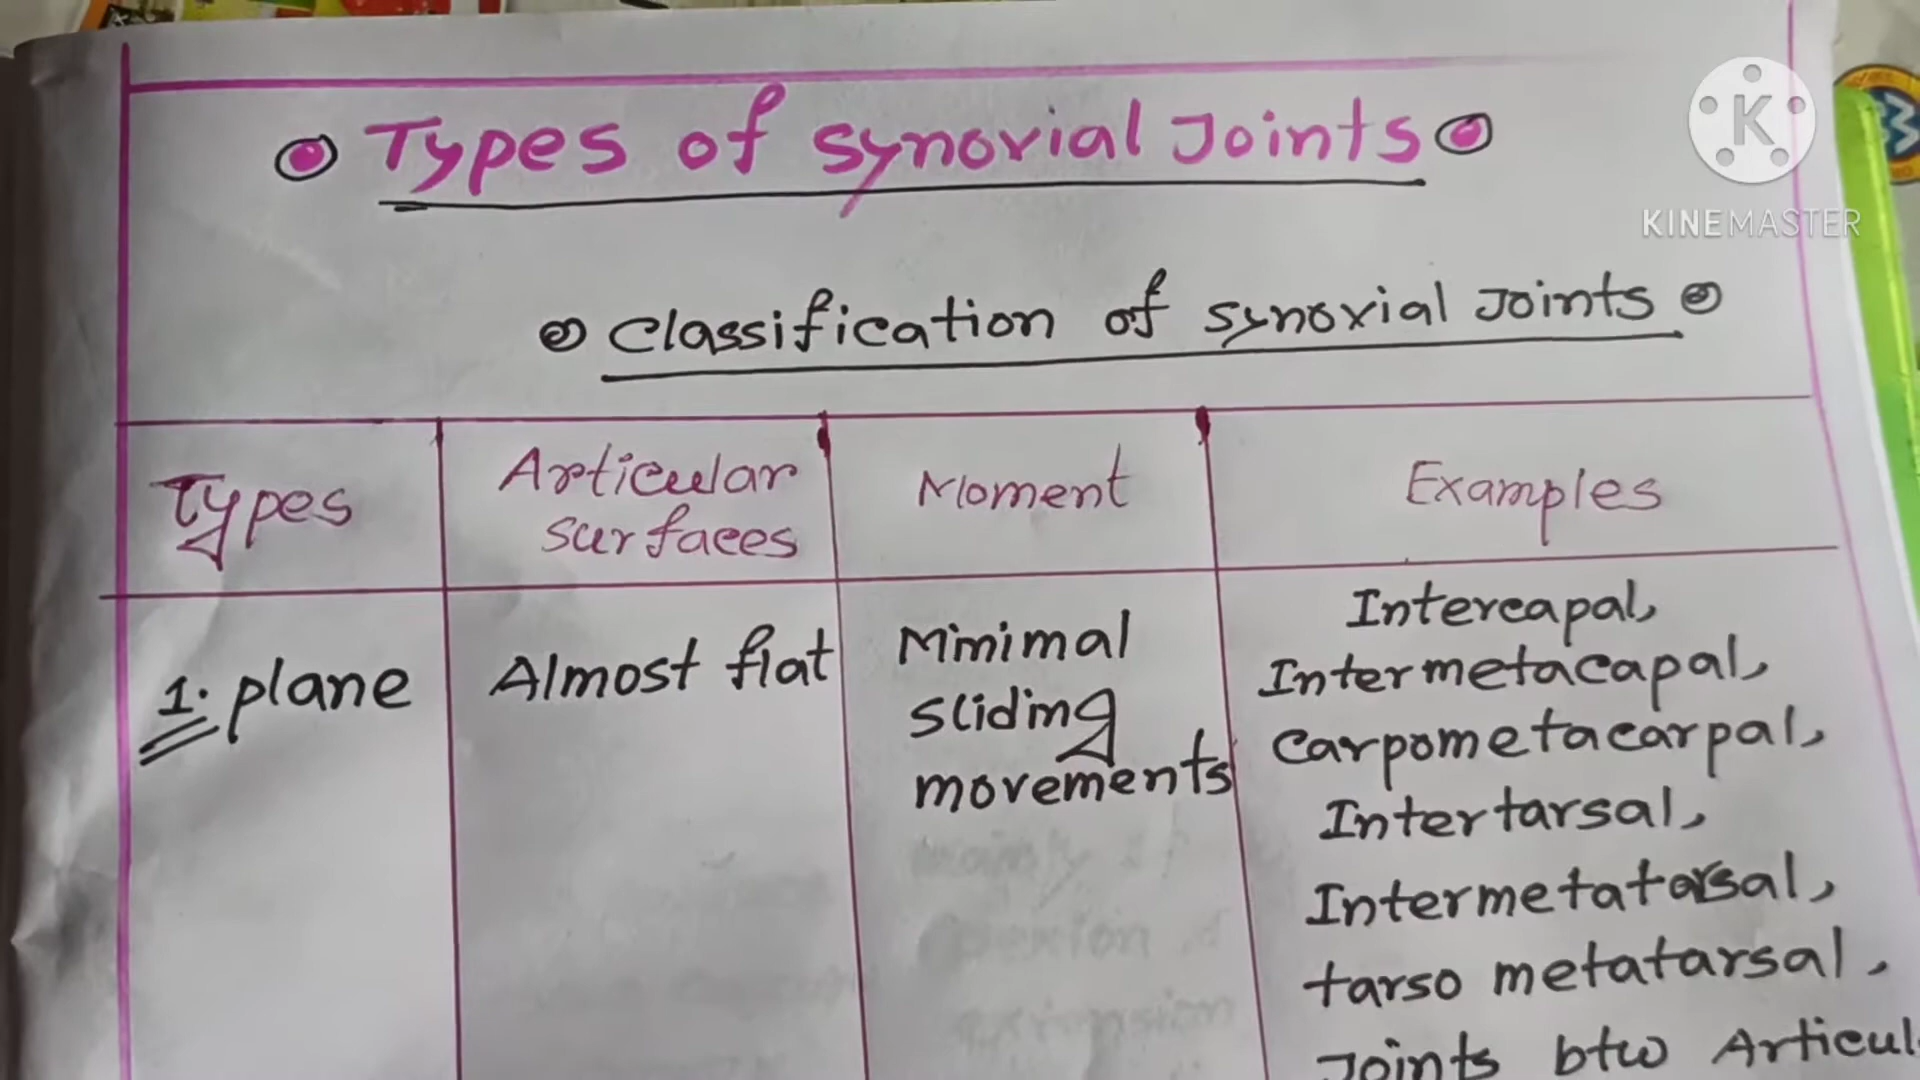 Types of synovial Joints
KINEMASTER
Classification of synovial Joints
Types
Articular
surfaces
Moment
Examples
1. plane
Almost flat
Minimal
sliding
movements
Intercapal,
Intermetacapal,
Carpometacarpal,
Intertarsal,
Intermetatarsal,
tarso metatarsal,
Joints btw Articul